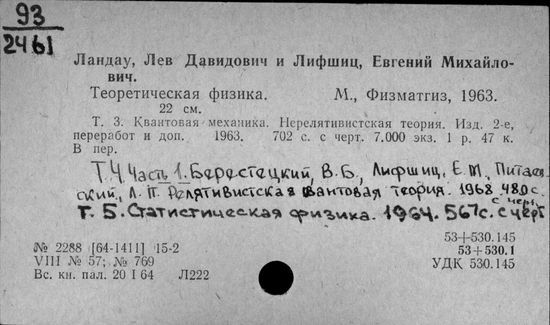 93
2461
Ландау, Лев Давидович и Лифшиц, Евгений Михайло-
вич.
Теоретическая физика. М., Физматгиз, 1963.
22 см.
Т. 3. Квантовая механика. Нерелятивистская теория. Изд. 2-е,
переработ и доп. 1963. 702 с. с черт. 7.000 экз. 1 р. 47 к.
В пер.
Т.4 Часть 1. Берестецкий, В.Б., Лифшиц, Е.М., Питаев-
ский, Л.П. Релятивистская квантовая теория. 1968 480 с.
с черт.
Т. 5. Статистическая физика. 1964. 567 с. с черт
№ 2288 [64-1411] 15-2
VIII № 57; № 769
Вс. кн. пал. 20 I 64 Л222
53+530.145
53+530.1
УДК 530.145